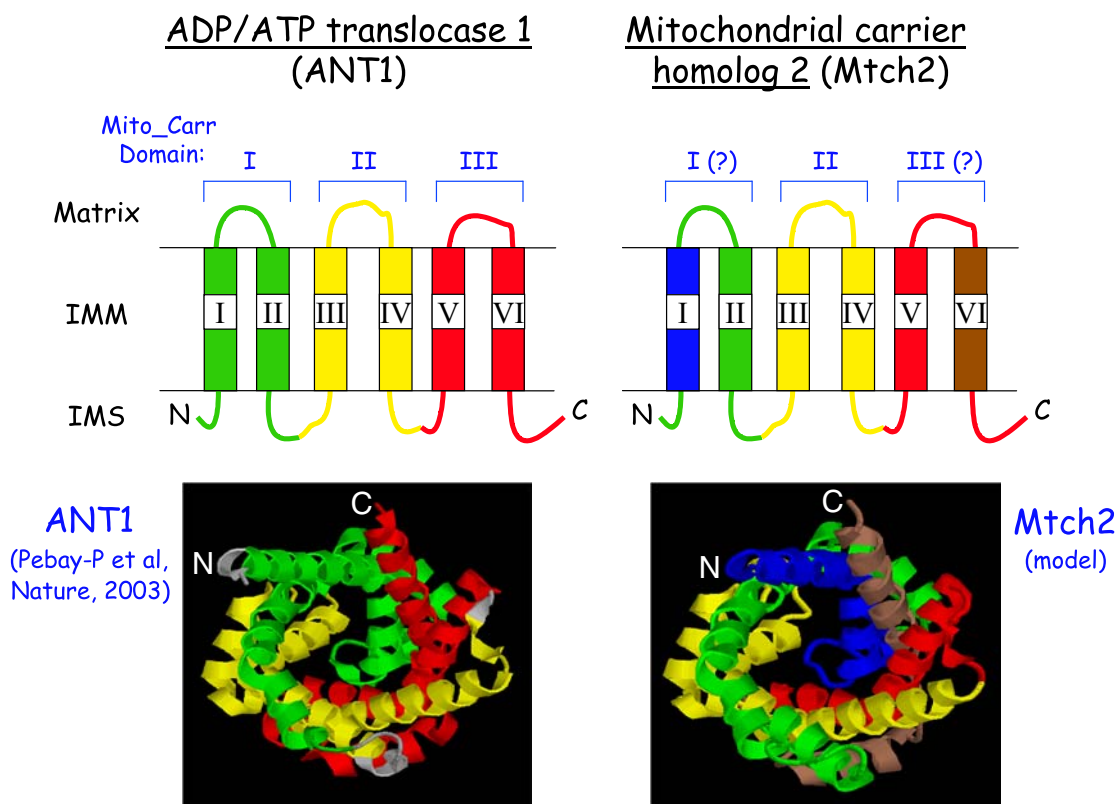 ADP/ATP translocase 1
(ANT1)
Mitochondrial carrier
homolog 2 (Mtch2)
Mito_Carr
Domain:
I
II
III
I (?)
II
III (?)
Matrix
IMM
I
II
III
IV
V
VI
I
II
III
IV
V
VI
IMS
N
C
N
C
ANT1
(Pebay-P et al,
Nature, 2003)
C
N
C
N
Mtch2
(model)